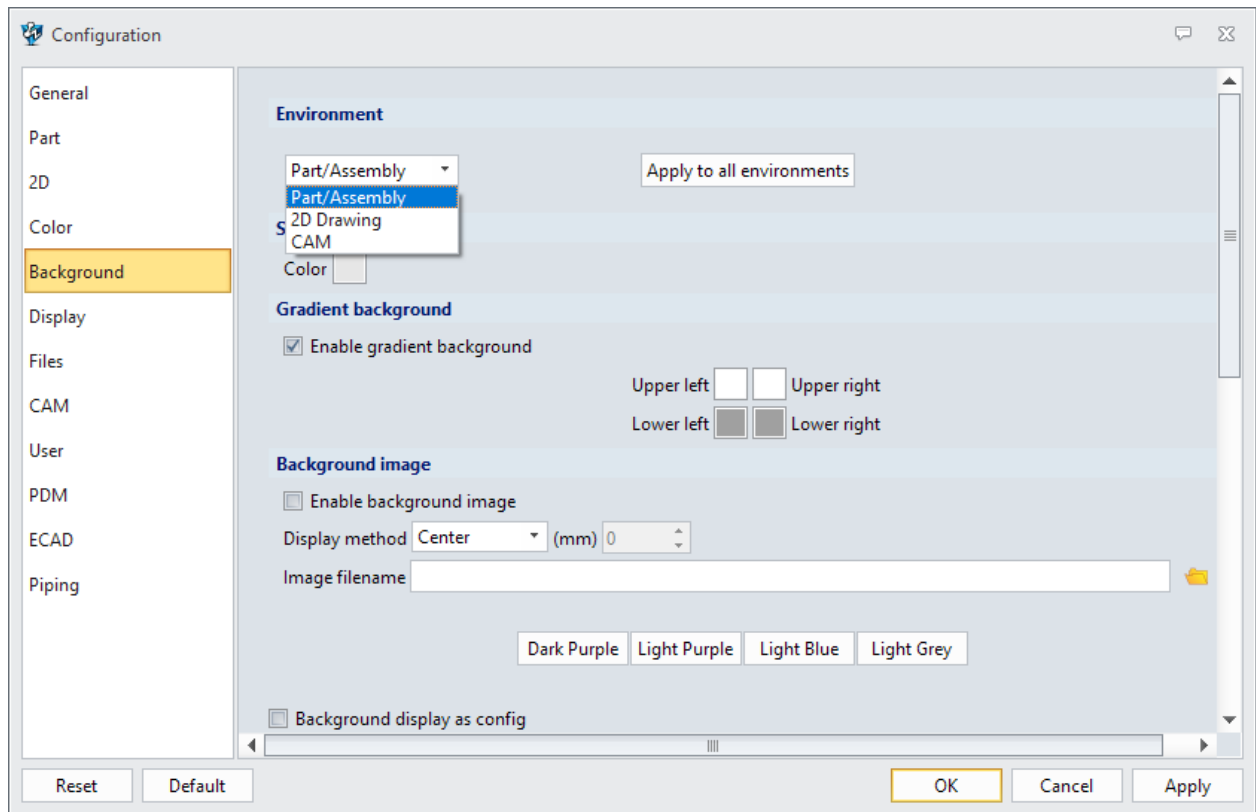 Configuration
General
Part
2D
Color
Background
Display
Files
CAM
User
PDM
ECAD
Piping
Environment
Part/Assembly Apply to all environments
Part/Assembly
2D Drawing
CAM
S
Color
Gradient background
Enable gradient background
Upper left Upper right
Lower left Lower right
Background image
Enable background image
Display method Center (mm) 0
Image filename
Dark Purple Light Purple Light Blue Light Grey
Background display as config
Reset Default OK Cancel Apply